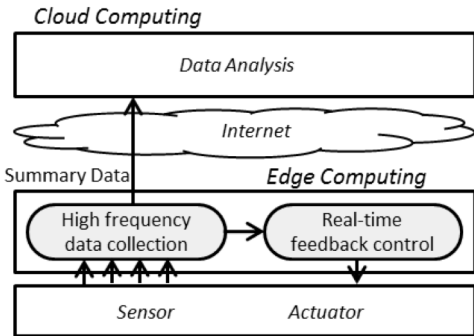 Cloud Computing
Data Analysis
Internet
Summary Data
Edge Computing
High frequency
data collection
Real-time
feedback control
Sensor
Actuator